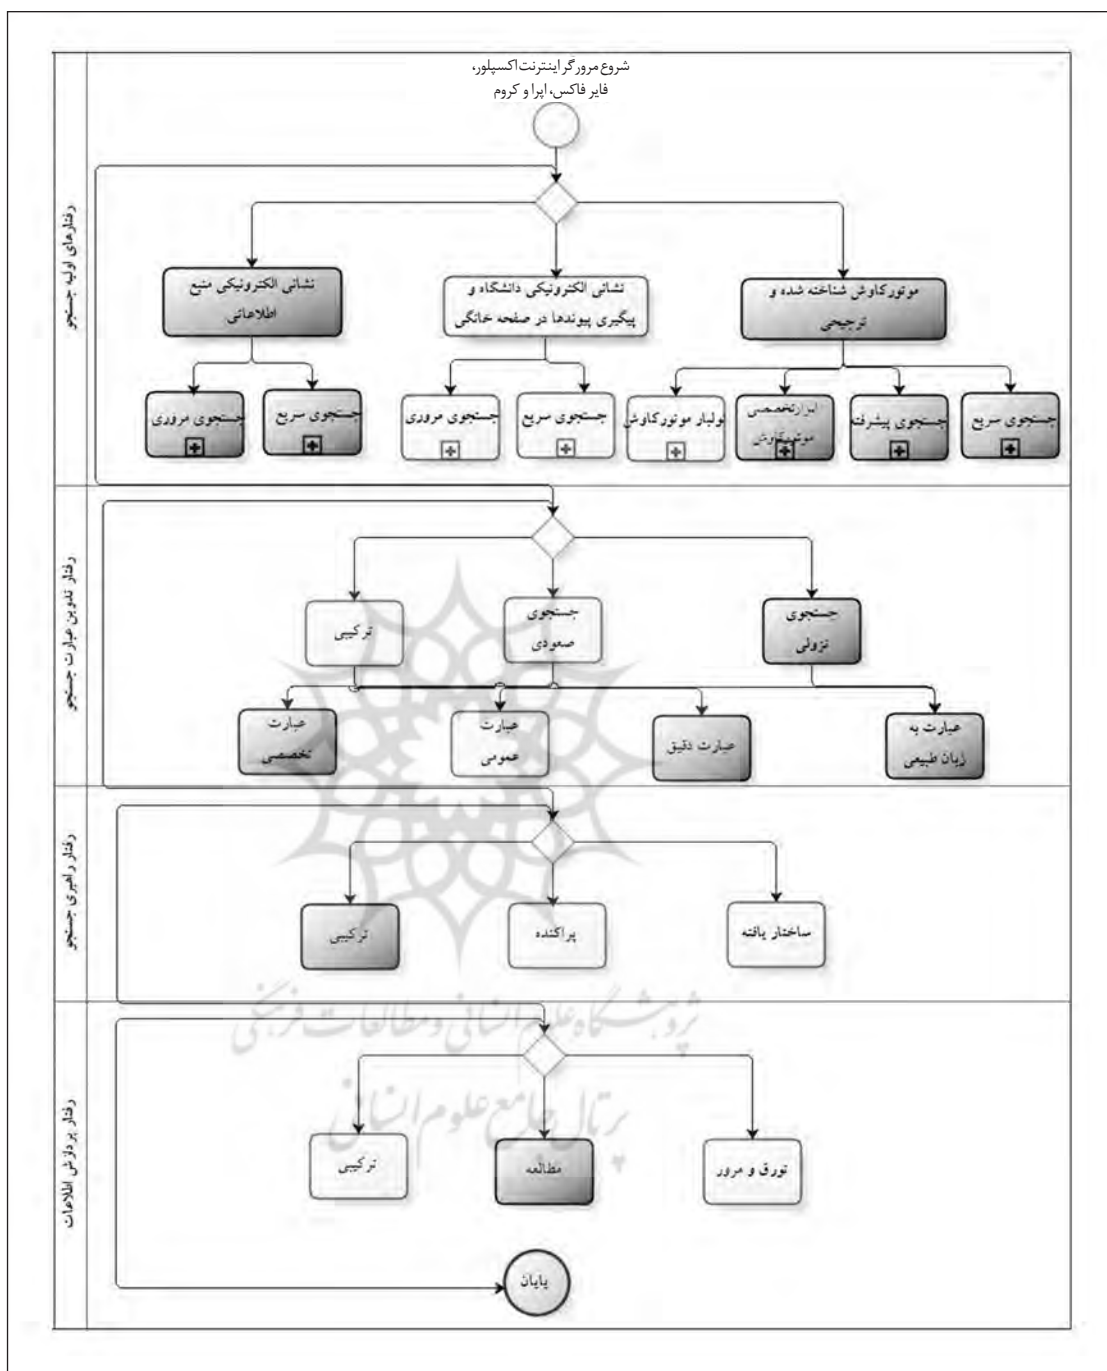 شروع مرورگر اینترنت اکسپلور،
فایر فاکس، اپرا و کروم
رفتارهای اولیه جستجو
موتورکاوش شناخته شده و
ترجیحی
نشانی الکترونیکی دانشگاه و
پیگیری پیوندها در صفحه خانگی
نشانی الکترونیکی منبع
اطلاعاتی
جستجوی سریع
جستجوی پیشرفته
ابزارتخصصی
موتورکاوش
تولبار موتورکاوش
جستجوی سریع
جستجوی مروری
جستجوی سریع
جستجوی مروری
رفتار تدوین عبارت جستجو
جستجوی
نزولی
جستجوی
صعودی
ترکیبی
عبارت به
زبان طبیعی
عبارت دقیق
عبارت
عمومی
عبارت
تخصصی
رفتار راهبری جستجو
ساختار یافته
پراکنده
ترکیبی
رفتار پردازش اطلاعات
تورق و مرور
مطالعه
ترکیبی
پایان
پژوهشگاه علوم انسانی و مطالعات فرهنگی
پرتال جامع علوم انسانی